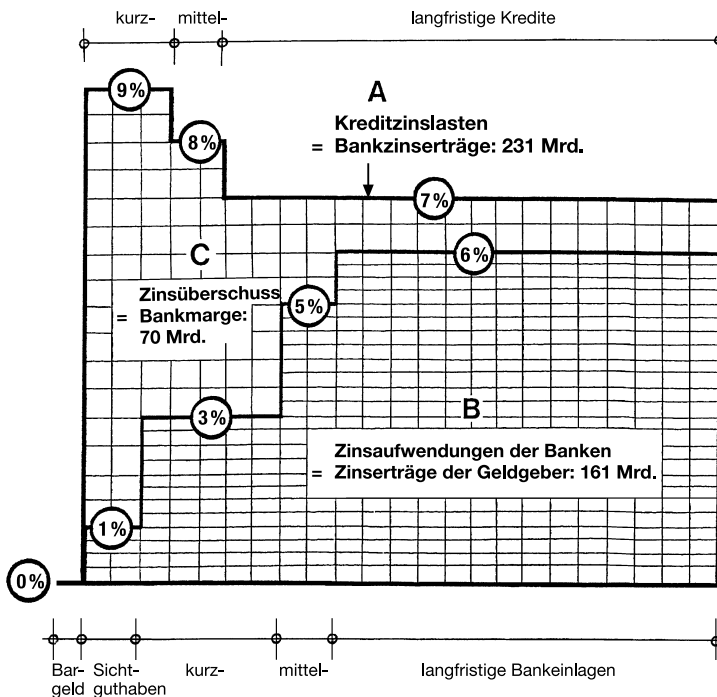 kurz- mittel- langfristige Kredite
9%
A
Kreditzinslasten
= Bankzinserträge: 231 Mrd.
8%
7%
C
6%
Zinsüberschuss
= Bankmarge:
70 Mrd.
5%
3%
B
Zinsaufwendungen der Banken
= Zinserträge der Geldgeber: 161 Mrd.
1%
0%
Bar- Sicht- kurz- mittel- langfristige Bankeinlagen
geld guthaben